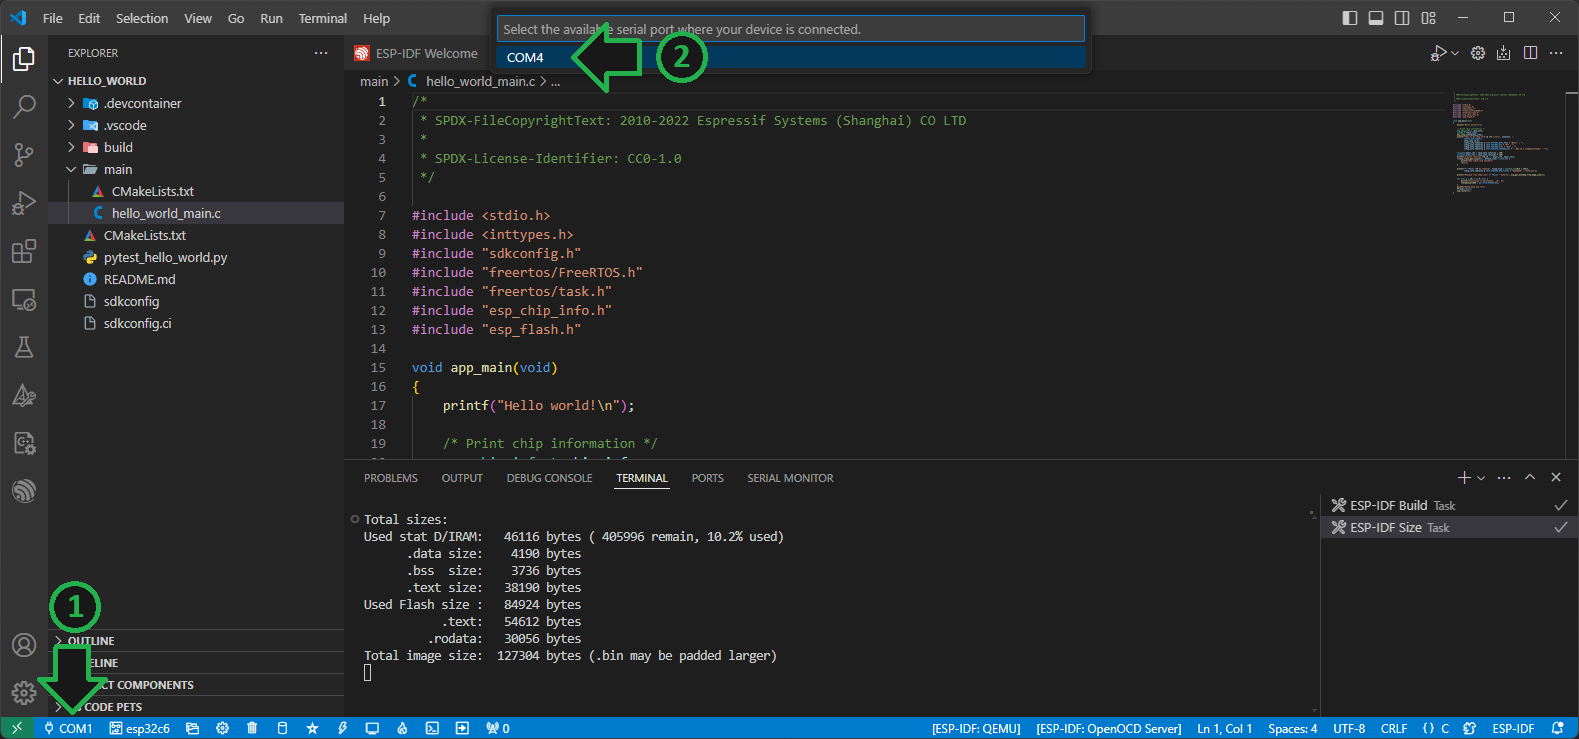 File Edit Selection View Go Run Terminal Help
Select the available serial port where your device is connected.
COM4
2
EXPLORER
HELLO_WORLD
.devcontainer
.vscode
build
main
CMakeLists.txt
hello_world_main.c
CMakeLists.txt
pytest_hello_world.py
README.md
sdkconfig
sdkconfig.ci
1
OUTLINE
CODE PETS
ESP-IDF Welcome
main > hello_world_main.c > ...
1 /*
2 * SPDX-FileCopyrightText: 2010-2022 Espressif Systems (Shanghai) CO LTD
3 *
4 * SPDX-License-Identifier: CC0-1.0
5 */
6
7 #include <stdio.h>
8 #include <inttypes.h>
9 #include "sdkconfig.h"
10 #include "freertos/FreeRTOS.h"
11 #include "freertos/task.h"
12 #include "esp_chip_info.h"
13 #include "esp_flash.h"
14
15 void app_main(void)
16 {
17 printf("Hello world!\n");
18
19 /* Print chip information */
PROBLEMS OUTPUT DEBUG CONSOLE TERMINAL PORTS SERIAL MONITOR
Total sizes:
Used stat D/IRAM: 46116 bytes ( 405996 remain, 10.2% used)
.data size: 4190 bytes
.bss size: 3736 bytes
.text size: 38190 bytes
Used Flash size : 84924 bytes
.text: 54612 bytes
.rodata: 30056 bytes
Total image size: 127304 bytes (.bin may be padded larger)
ESP-IDF Build Task
ESP-IDF Size Task
COM1 esp32c6 0 [ESP-IDF: QEMU] [ESP-IDF: OpenOCD Server] Ln 1, Col 1 Spaces: 4 UTF-8 CRLF {} C ESP-IDF